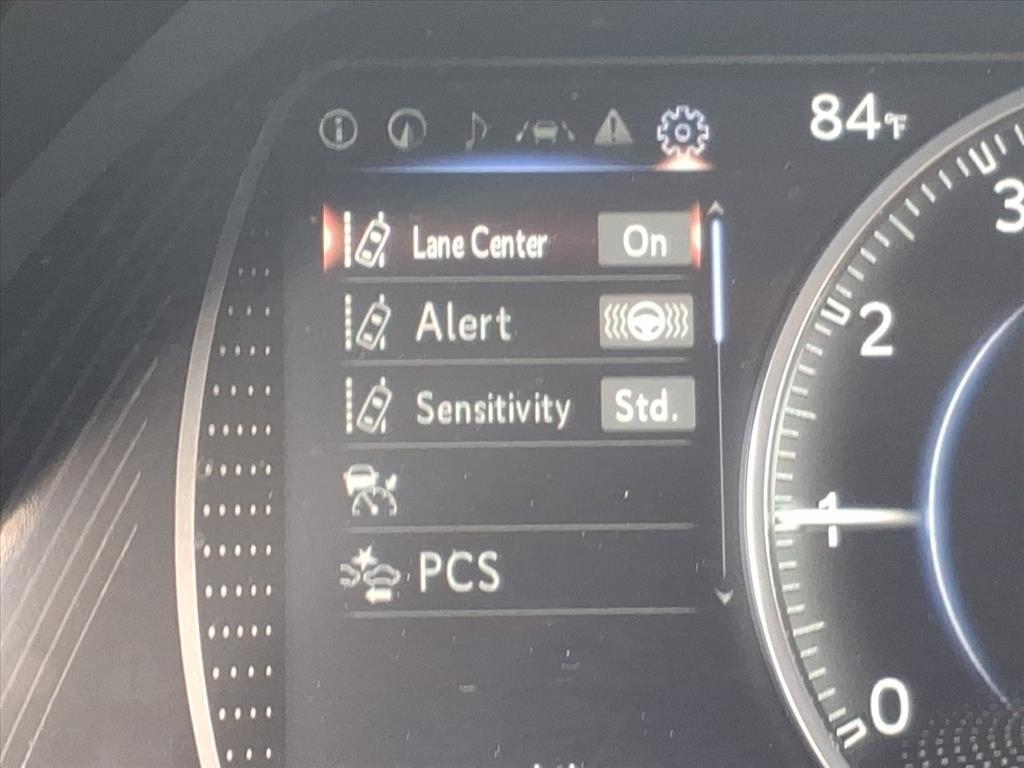 84°F
Lane Center On
Alert
Sensitivity Std.
PCS
3
2
1
0